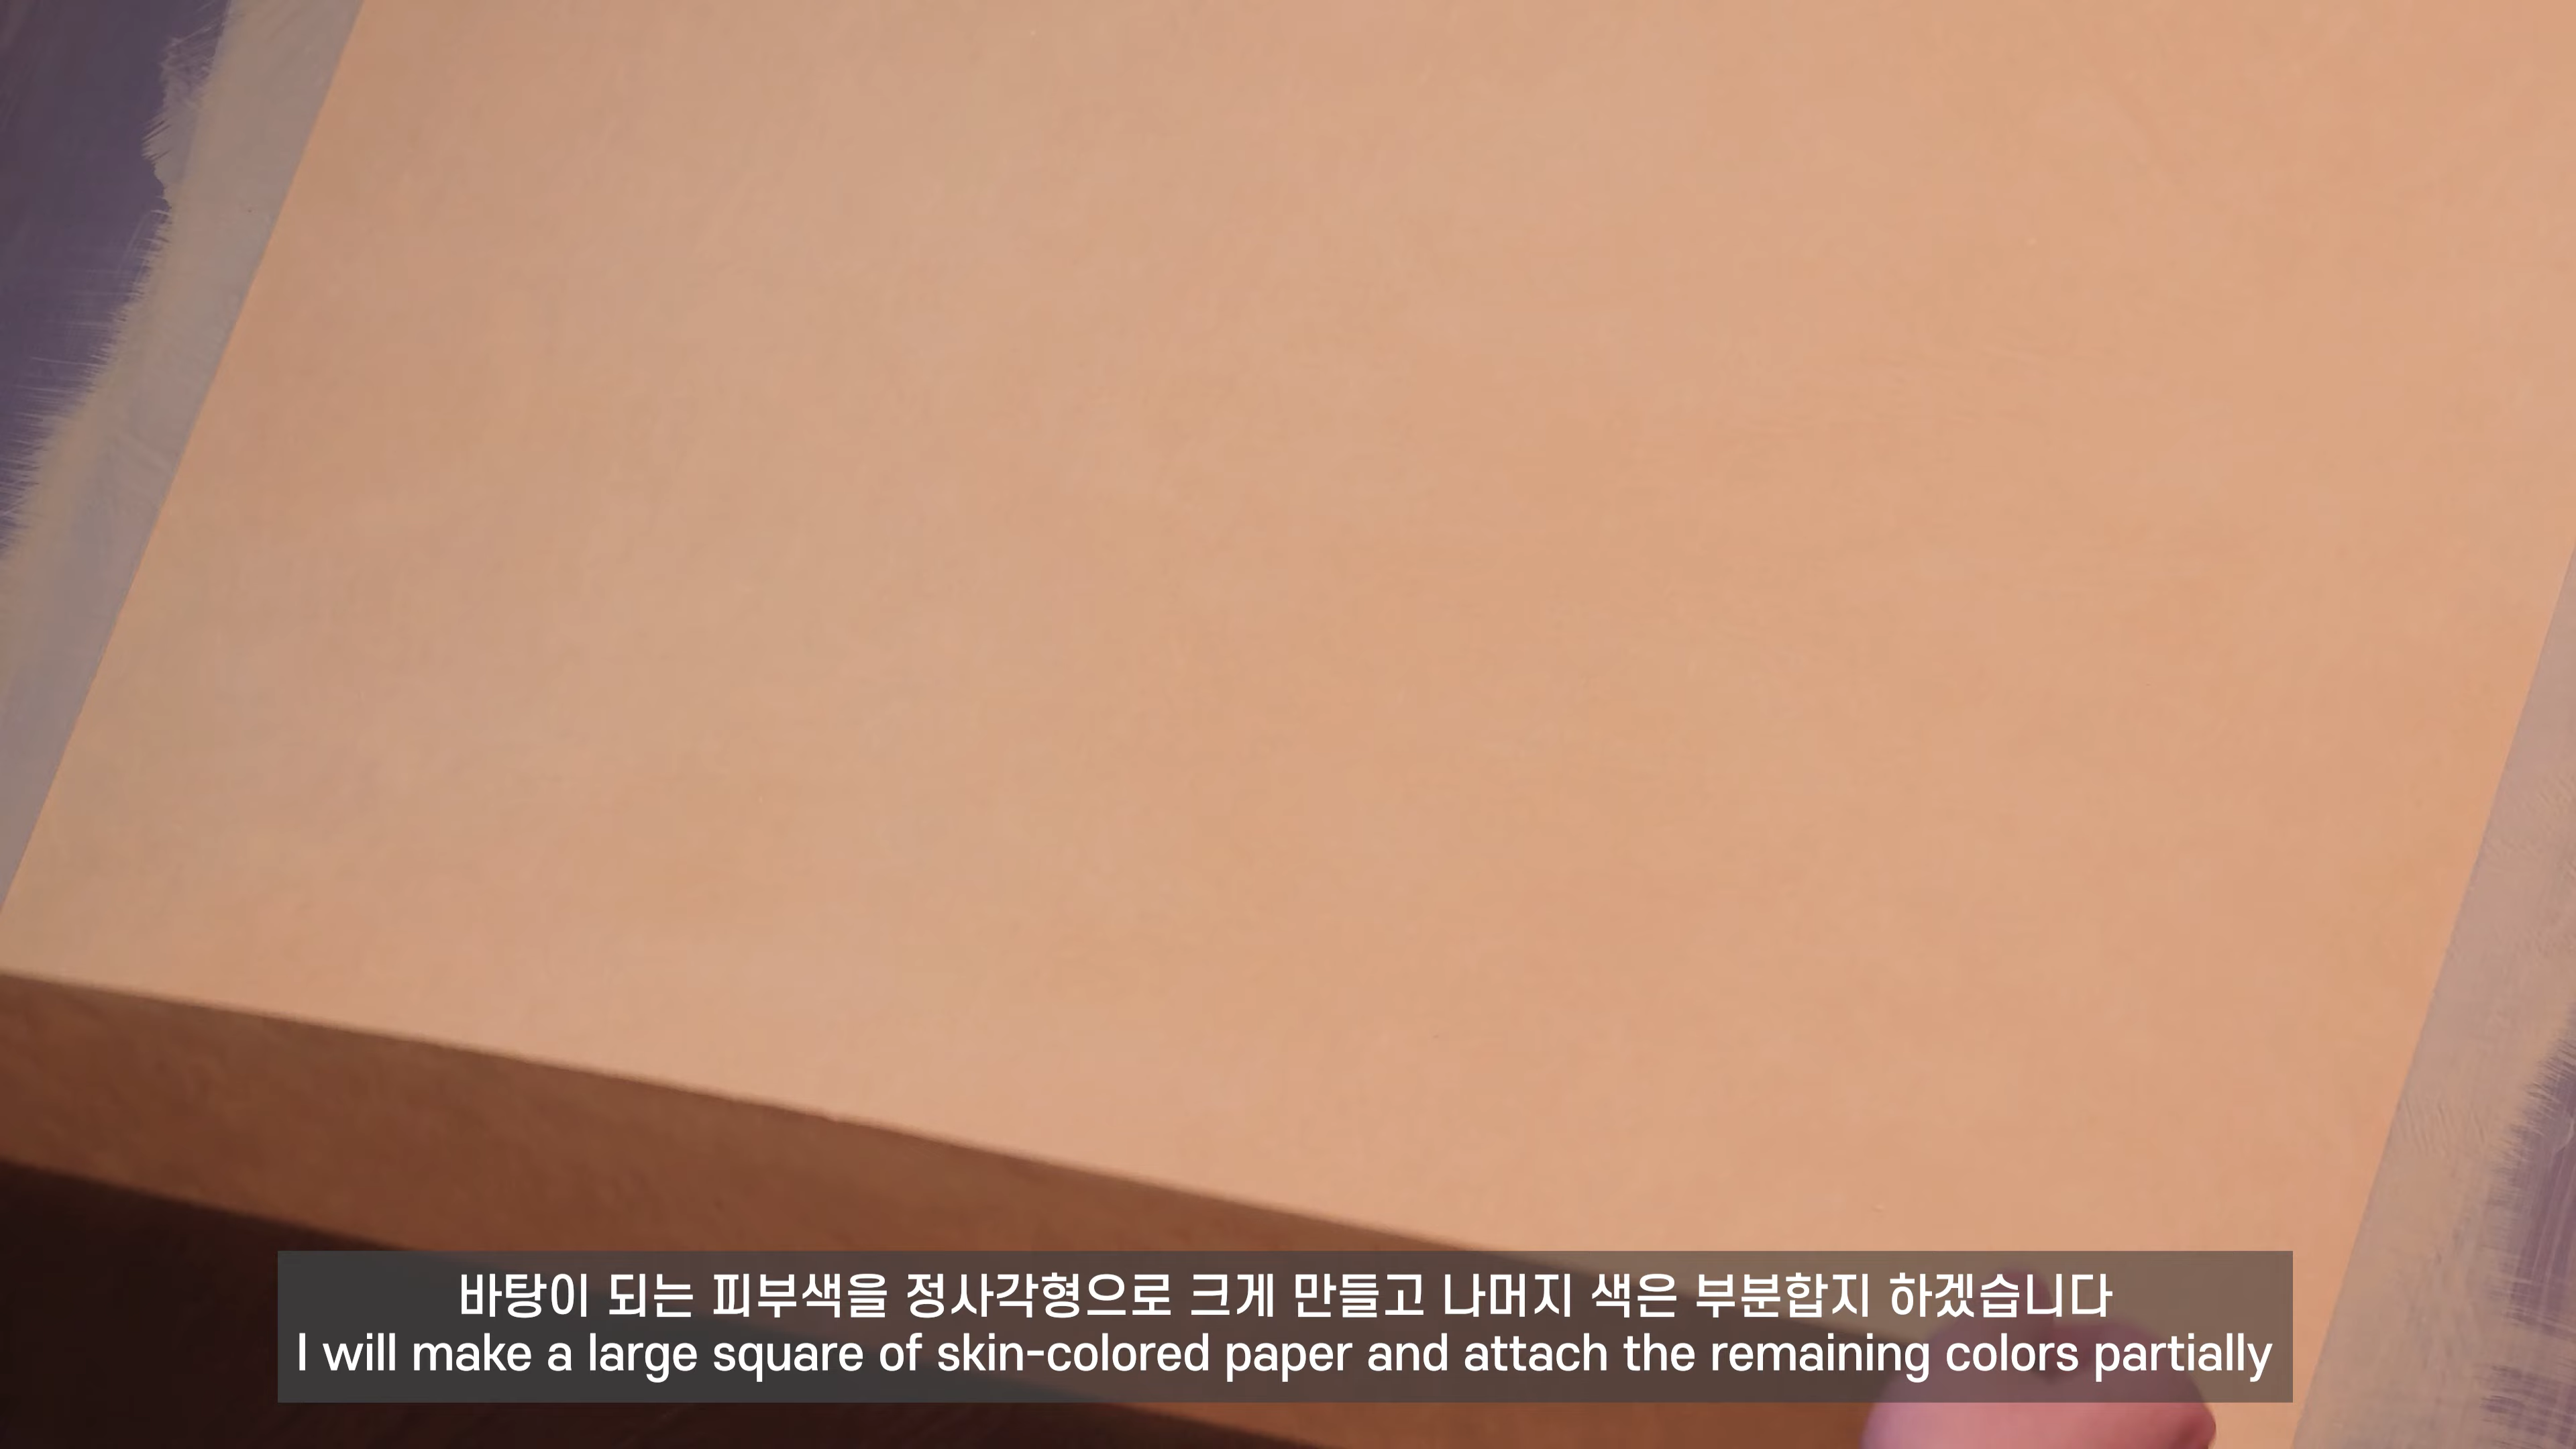 바탕이 되는 피부색을 정사각형으로 크게 만들고 나머지 색은 부분합지 하겠습니다
I will make a large square of skin-colored paper and attach the remaining colors partially